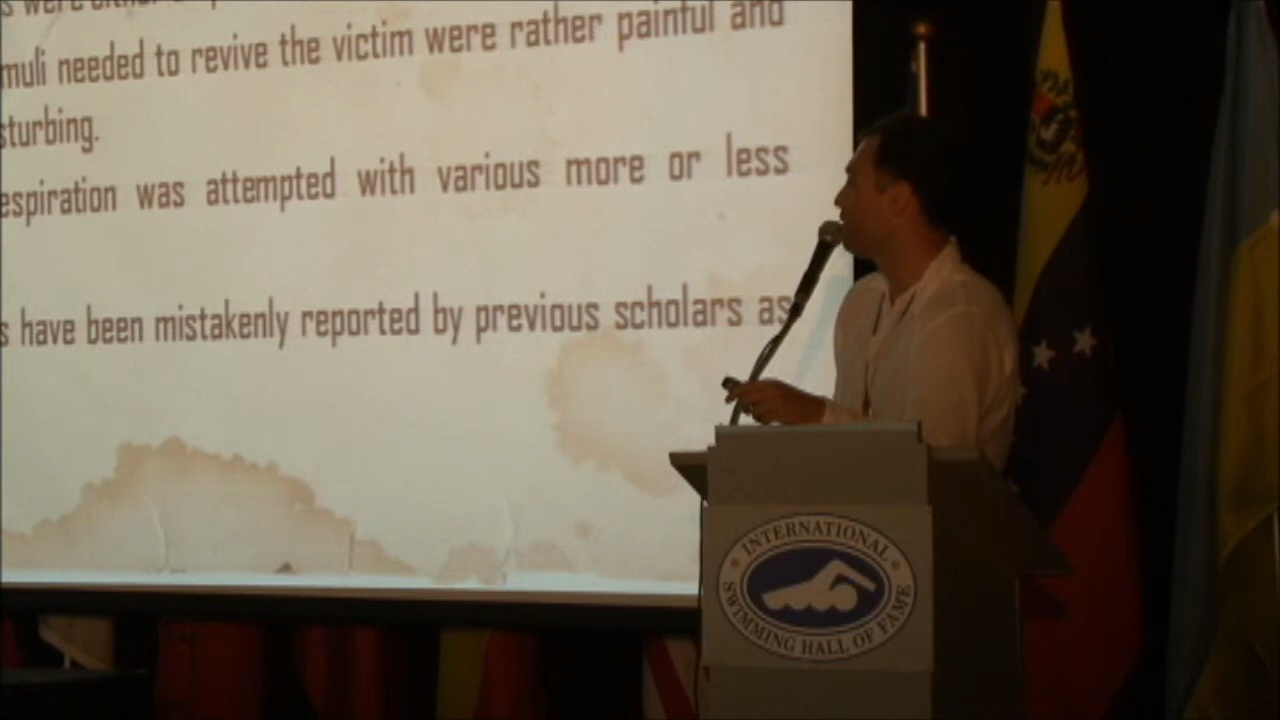 s were
muli needed to revive the victim were rather painful and
sturbing.
espiration was attempted with various more or less
s have been mistakenly reported by previous scholars as
INTERNATIONAL
SWIMMING HALL OF FAME